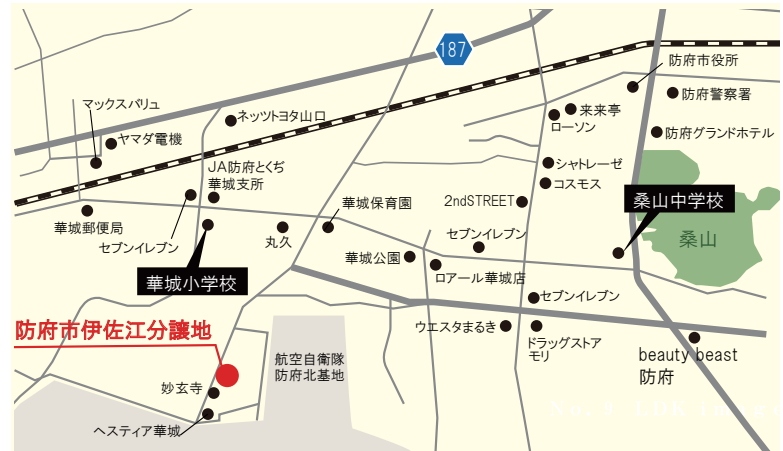 187
防府市役所
マックスバリュ
防府警察署
来来亭
ネッツトヨタ山口
ローソン
ヤマダ電機
防府グランドホテル
JA防府とくぢ
華城支所
シャトレーゼ
コスモス
2ndSTREET
桑山中学校
華城保育園
華城郵便局
セブンイレブン
丸久
セブンイレブン
桑山
華城公園
ロアール華城店
華城小学校
セブンイレブン
防府市伊佐江分譲地
ウエスタまるき
ドラッグストア
モリ
航空自衛隊
防府北基地
beauty beast
防府
妙玄寺
ヘスティア華城